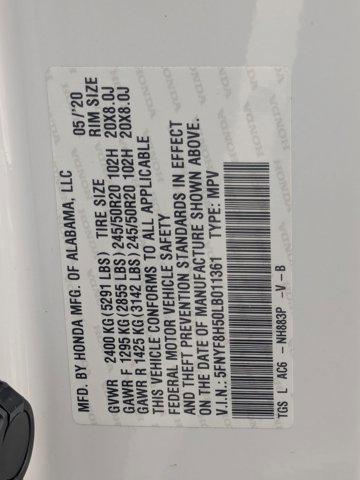 MFD. BY HONDA MFG. OF ALABAMA, LLC 05/'20
GVWR 2400 KG (5291 LBS) TIRE SIZE RIM SIZE
GAWR F 1295 KG (2855 LBS) 245/50R20 102H 20X8.0J
GAWR R 1425 KG (3142 LBS) 245/50R20 102H 20X8.0J
THIS VEHICLE CONFORMS TO ALL APPLICABLE
FEDERAL MOTOR VEHICLE SAFETY
AND THEFT PREVENTION STANDARDS IN EFFECT
ON THE DATE OF MANUFACTURE SHOWN ABOVE.
V.I.N.: 5FNYF8H50LB011361 TYPE: MPV
TGS L AC6 - NH883P - V - B